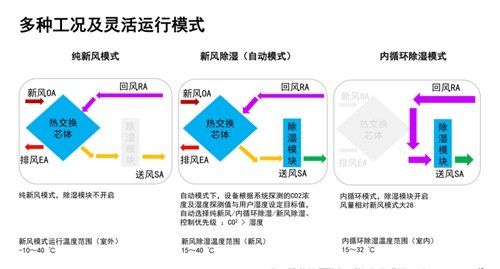 多种工况及灵活运行模式
纯新风模式
新风OA
回风RA
热交换
芯体
除湿模块
排风EA
送风SA
纯新风模式，除湿模块不开启
新风模式运行温度范围（室外）
-10~40 ℃
新风除湿（自动模式）
新风OA
回风RA
热交换
芯体
除湿模块
排风EA
送风SA
自动模式下，设备根据系统探测的CO2浓
度及湿度探测值与用户湿度设定目标值，
自动选择纯新风/内循环除湿/新风除湿。
控制优先级 ：CO² > 湿度
新风除湿温度范围（新风）
15~40℃
内循环除湿模式
新风OA
回风RA
热交换
芯体
除湿模块
排风EA
送风SA
内循环模式，除湿模块开启
风量相对新风模式大28
内循环除湿温度范围（室内）
15~32 ℃